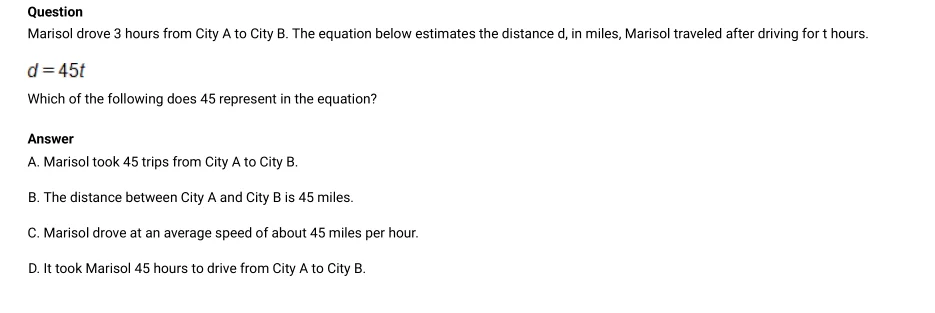 Question
Marisol drove 3 hours from City A to City B. The equation below estimates the distance d, in miles, Marisol traveled after driving for t hours.
d = 45t
Which of the following does 45 represent in the equation?
Answer
A. Marisol took 45 trips from City A to City B.
B. The distance between City A and City B is 45 miles.
C. Marisol drove at an average speed of about 45 miles per hour.
D. It took Marisol 45 hours to drive from City A to City B.